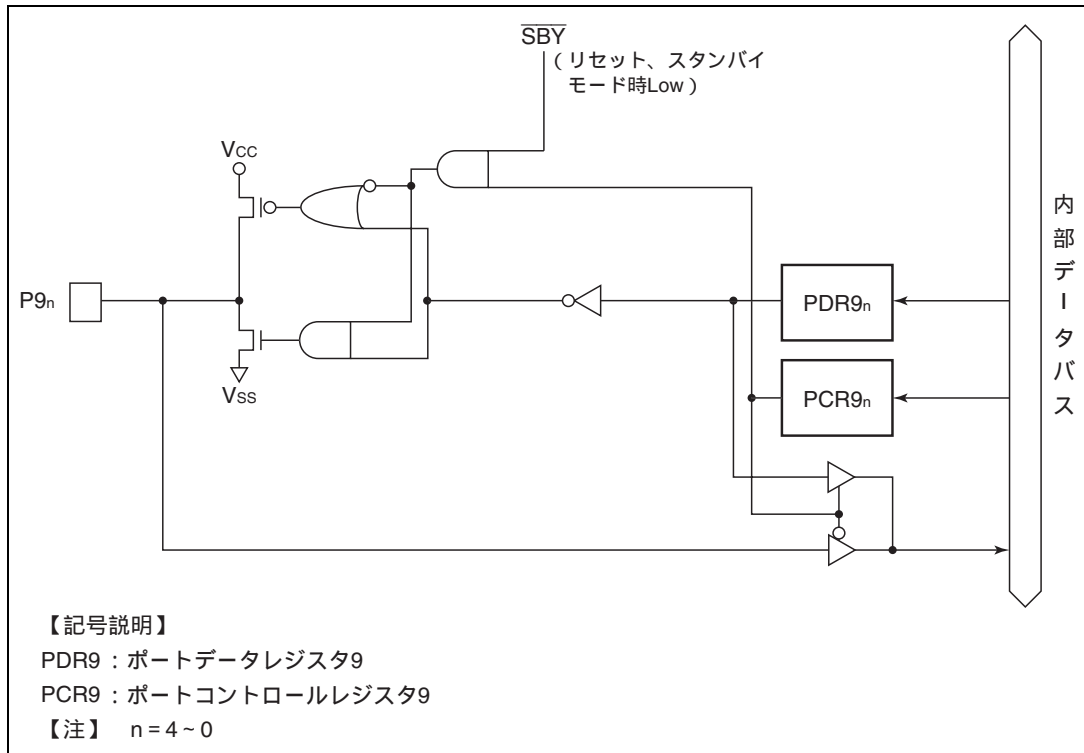 SBY
（リセット、スタンバイ
モード時Low）
VCC
P9n
VSS
PDR9n
PCR9n
内部データバス
【記号説明】
PDR9：ポートデータレジスタ9
PCR9：ポートコントロールレジスタ9
【注】 n = 4 ~ 0